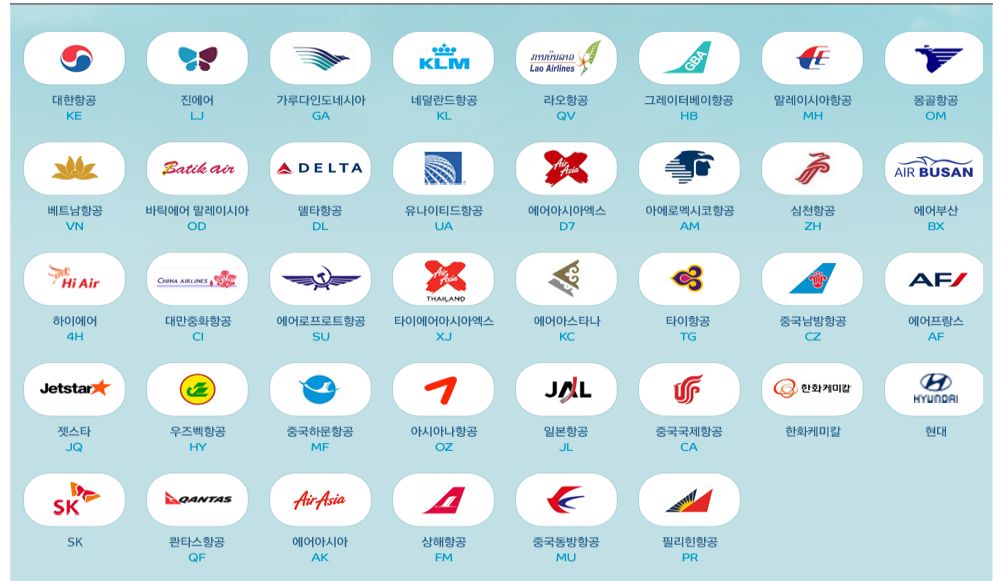 KLM
ການບິນລາວ
Lao Airlines
GBA
대한항공
진에어
가루다인도네시아
네덜란드항공
라오항공
그레이터베이항공
말레이시아항공
몽골항공
KE
LJ
GA
KL
QV
HB
MH
OM
Batik air
DELTA
Air Asia
AIR BUSAN
베트남항공
바틱에어 말레이시아
델타항공
유나이티드항공
에어아시아엑스
아에로멕시코항공
심천항공
에어부산
VN
OD
DL
UA
D7
AM
ZH
BX
Hi Air
CHINA AIRLINES
Air Asia
THAILAND
AF
하이에어
대만중화항공
에어로프로트항공
타이에어아시아엑스
에어아스타나
타이항공
중국남방항공
에어프랑스
4H
CI
SU
XJ
KC
TG
CZ
AF
Jetstar
JAL
한화케미칼
HYUNDAI
젯스타
우즈벡항공
중국하문항공
아시아나항공
일본항공
중국국제항공
한화케미칼
현대
JQ
HY
MF
OZ
JL
CA
SK
QANTAS
AirAsia
SK
콴타스항공
에어아시아
상해항공
중국동방항공
필리핀항공
QF
AK
FM
MU
PR